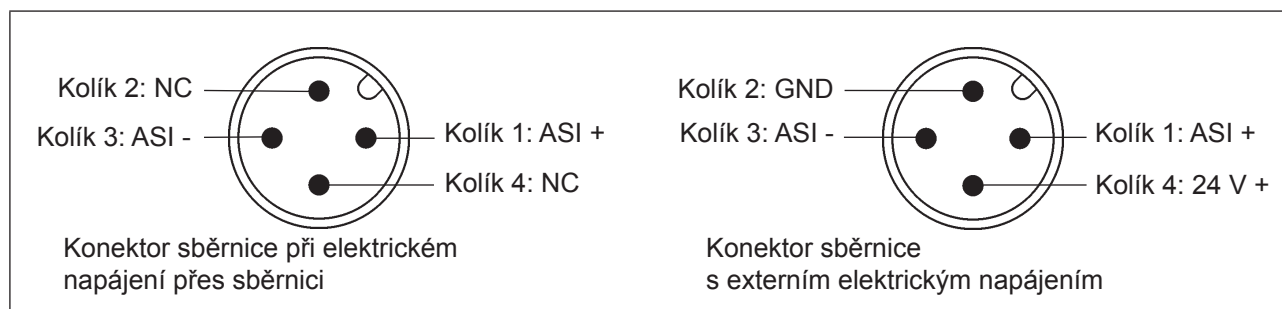 Kolík 2: NC
Kolík 3: ASI -
Kolík 1: ASI +
Kolík 4: NC
Konektor sběrnice při elektrickém
napájení přes sběrnici
Kolík 2: GND
Kolík 3: ASI -
Kolík 1: ASI +
Kolík 4: 24 V +
Konektor sběrnice
s externím elektrickým napájením